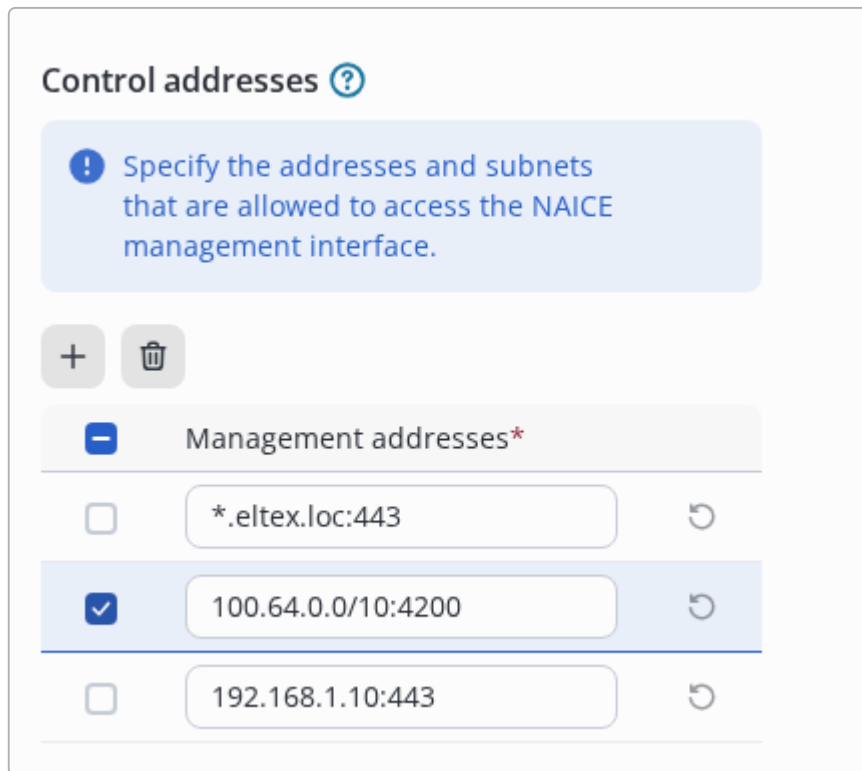 Control addresses ?
Specify the addresses and subnets
that are allowed to access the NAICE
management interface.
Management addresses*
*.eltex.loc:443
100.64.0.0/10:4200
192.168.1.10:443